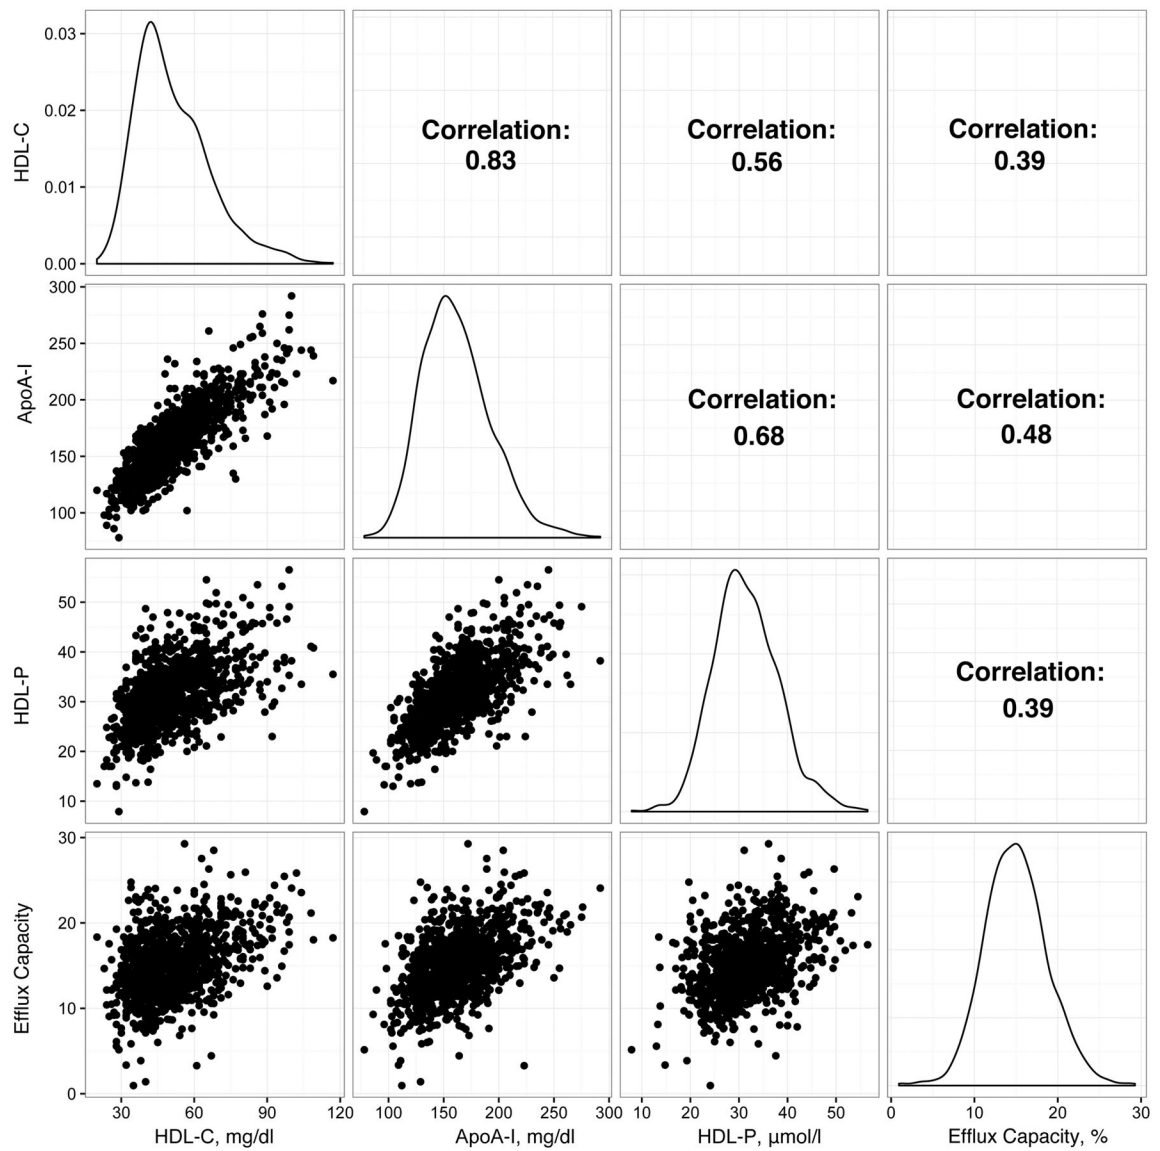 HDL-C
0.03
0.02
0.01
0.00
Correlation:
0.83
Correlation:
0.56
Correlation:
0.39
ApoA-I
300
250
200
150
100
Correlation:
0.68
Correlation:
0.48
HDL-P
50
40
30
20
10
Correlation:
0.39
Efflux Capacity
30
20
10
0
30 60 90 120
100 150 200 250 300
10 20 30 40 50
0 10 20 30
HDL-C, mg/dl
ApoA-I, mg/dl
HDL-P, µmol/l
Efflux Capacity, %